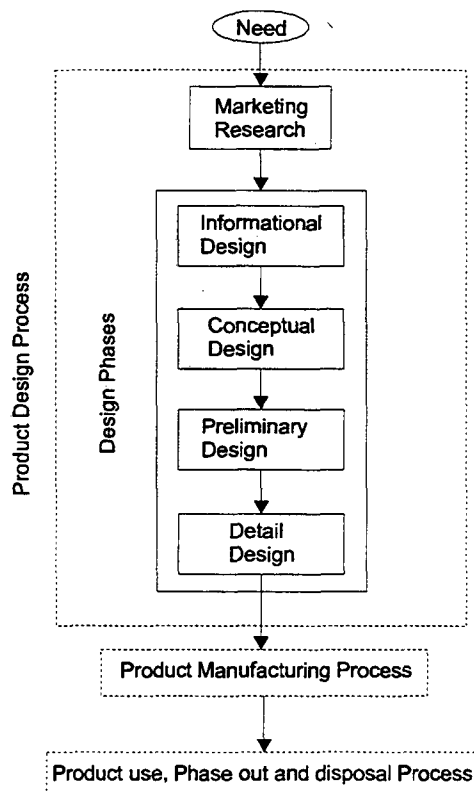 Need
Marketing
Research
Informational
Design
Conceptual
Design
Preliminary
Design
Detail
Design
Design Phases
Product Design Process
Product Manufacturing Process
Product use, Phase out and disposal Process